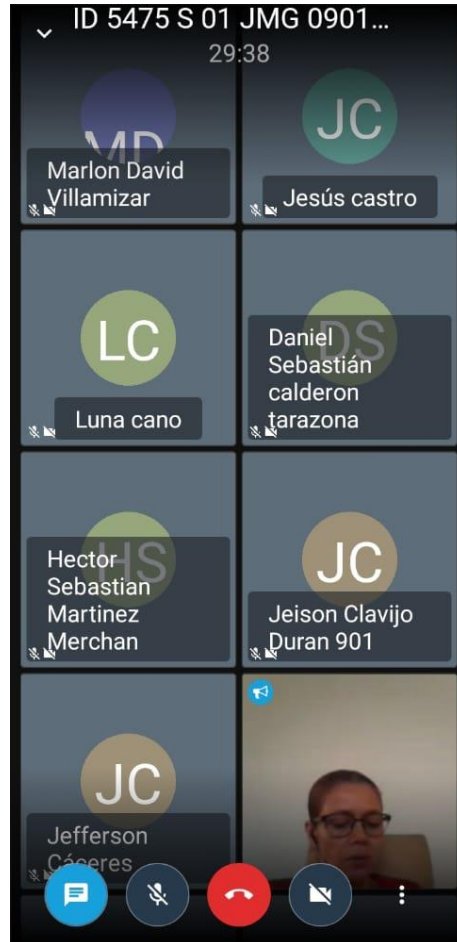 ID 5475 S 01 JMG 0901...
29:38
MD
Marlon David
Villamizar
JC
Jesús castro
LC
Luna cano
DS
Daniel
Sebastián
calderon
tarazona
HS
Hector
Sebastian
Martinez
Merchan
JC
Jeison Clavijo
Duran 901
JC
Jefferson
Cáceres